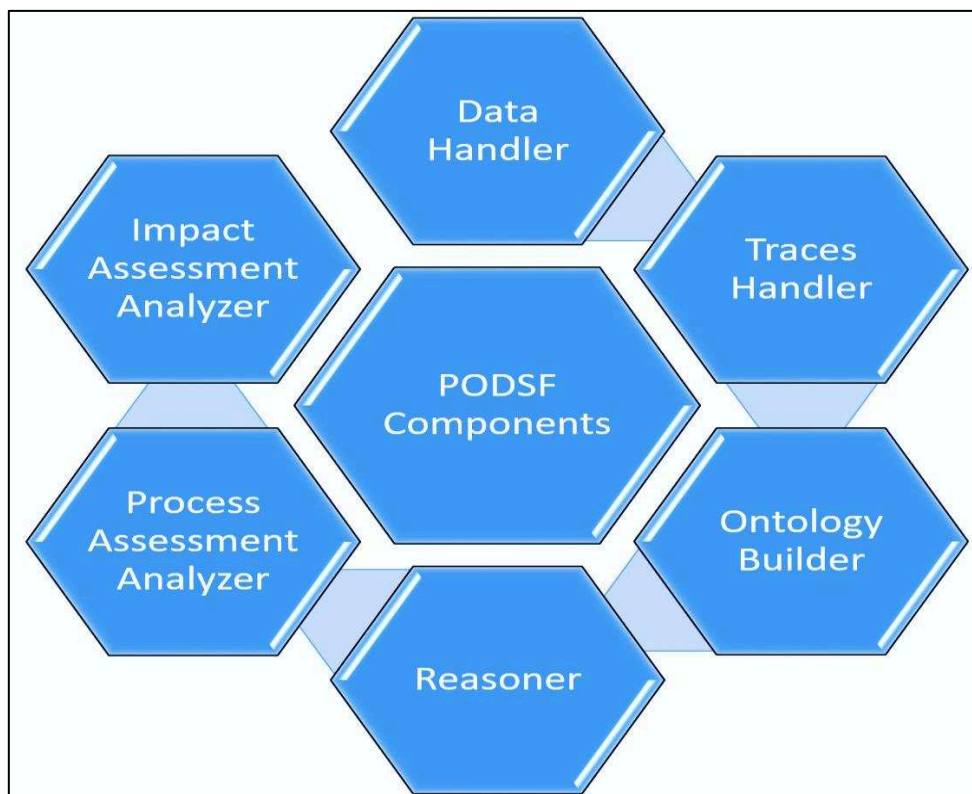 Data
Handler
Traces
Handler
Ontology
Builder
Reasoner
Process
Assessment
Analyzer
Impact
Assessment
Analyzer
PODSF
Components